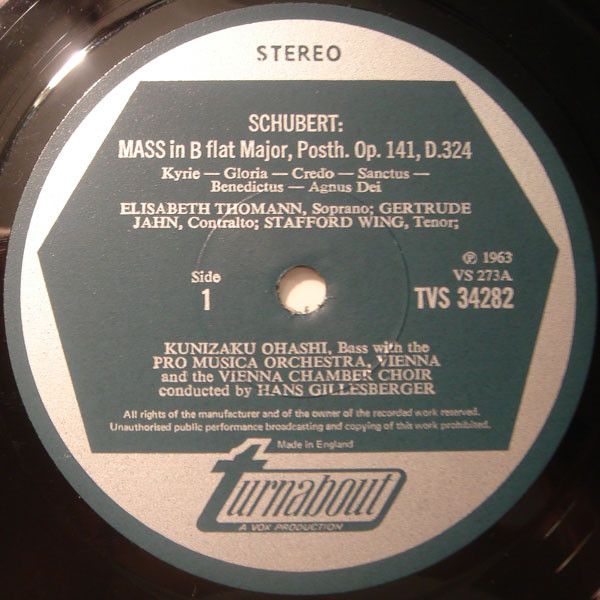 STEREO
SCHUBERT:
MASS in B flat Major, Posth. Op. 141, D.324
Kyrie — Gloria — Credo — Sanctus —
Benedictus — Agnus Dei
ELISABETH THOMANN, Soprano; GERTRUDE
JAHN, Contralto; STAFFORD WING, Tenor;
℗ 1963
VS 273A
TVS 34282
Side
1
KUNIZAKU OHASHI, Bass with the
PRO MUSICA ORCHESTRA, VIENNA
and the VIENNA CHAMBER CHOIR
conducted by HANS GILLESBERGER
All rights of the manufacturer and of the owner of the recorded work reserved.
Unauthorised public performance broadcasting and copying of this work prohibited.
Made in England
turnabout
A VOX PRODUCTION